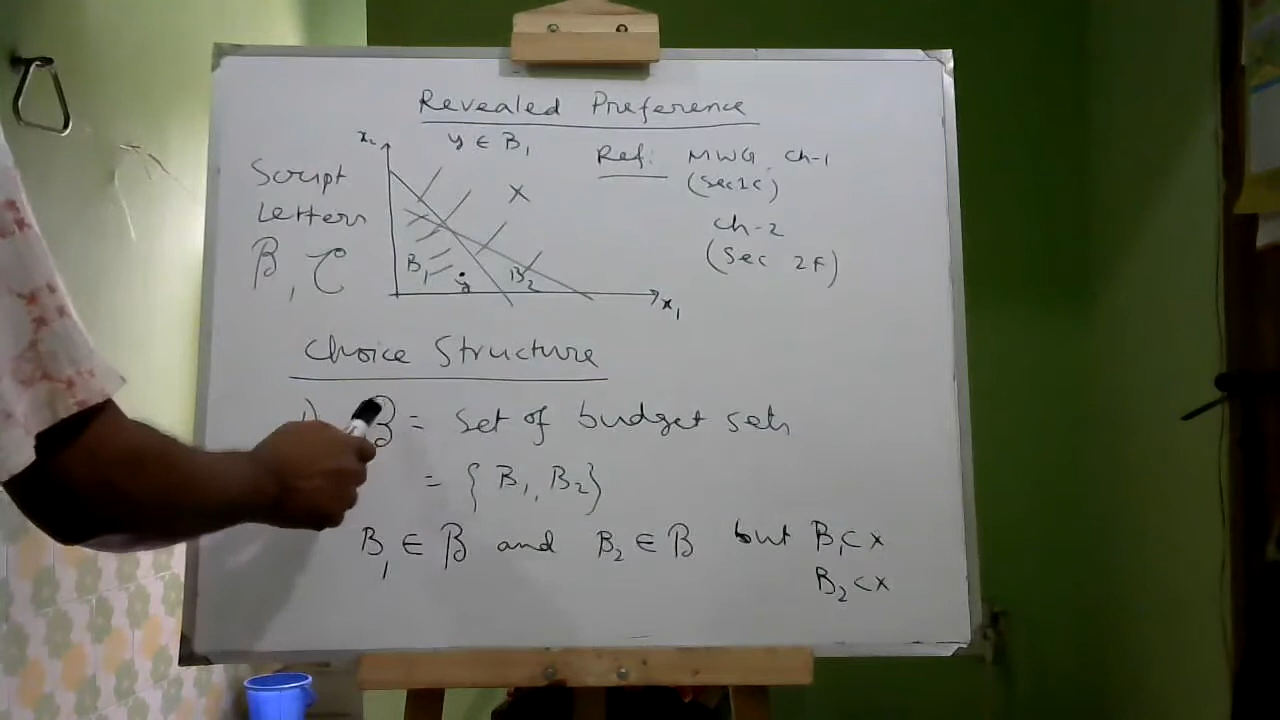 Revealed Preference
y ∈ B₁
Ref: MWG Ch-1
(Sec 1C)
Ch-2
(Sec 2F)
Script
Letters
ℬ, 𝒞
x₂
X
B₁
y
B₂
x₁
Choice Structure
1) ℬ = Set of budget sets
= {B₁, B₂}
B₁ ∈ ℬ and B₂ ∈ ℬ but B₁ ⊂ X
B₂ ⊂ X